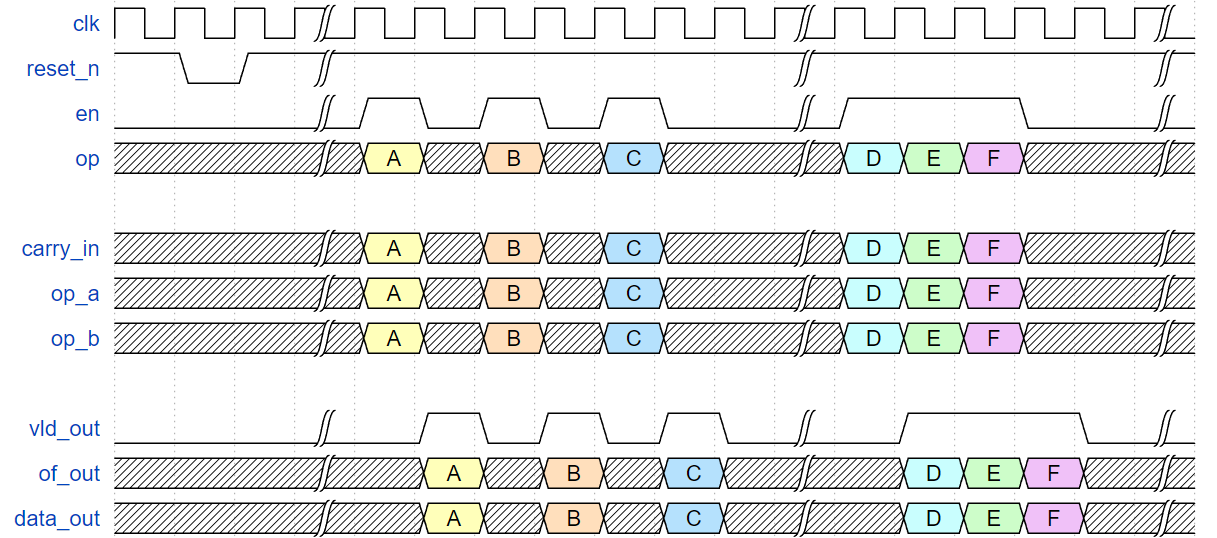 clk
reset_n
en
op A B C D E F
carry_in A B C D E F
op_a A B C D E F
op_b A B C D E F
vld_out
of_out A B C D E F
data_out A B C D E F